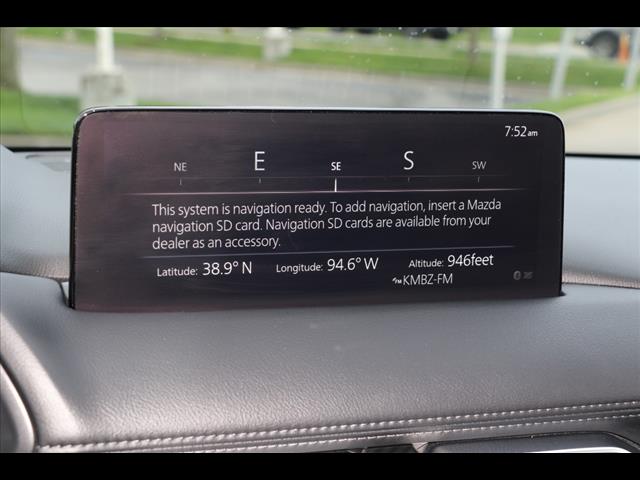 7:52am
NE E SE S SW
This system is navigation ready. To add navigation, insert a Mazda
navigation SD card. Navigation SD cards are available from your
dealer as an accessory.
Latitude: 38.9° N Longitude: 94.6° W Altitude: 946feet
FM KMBZ-FM